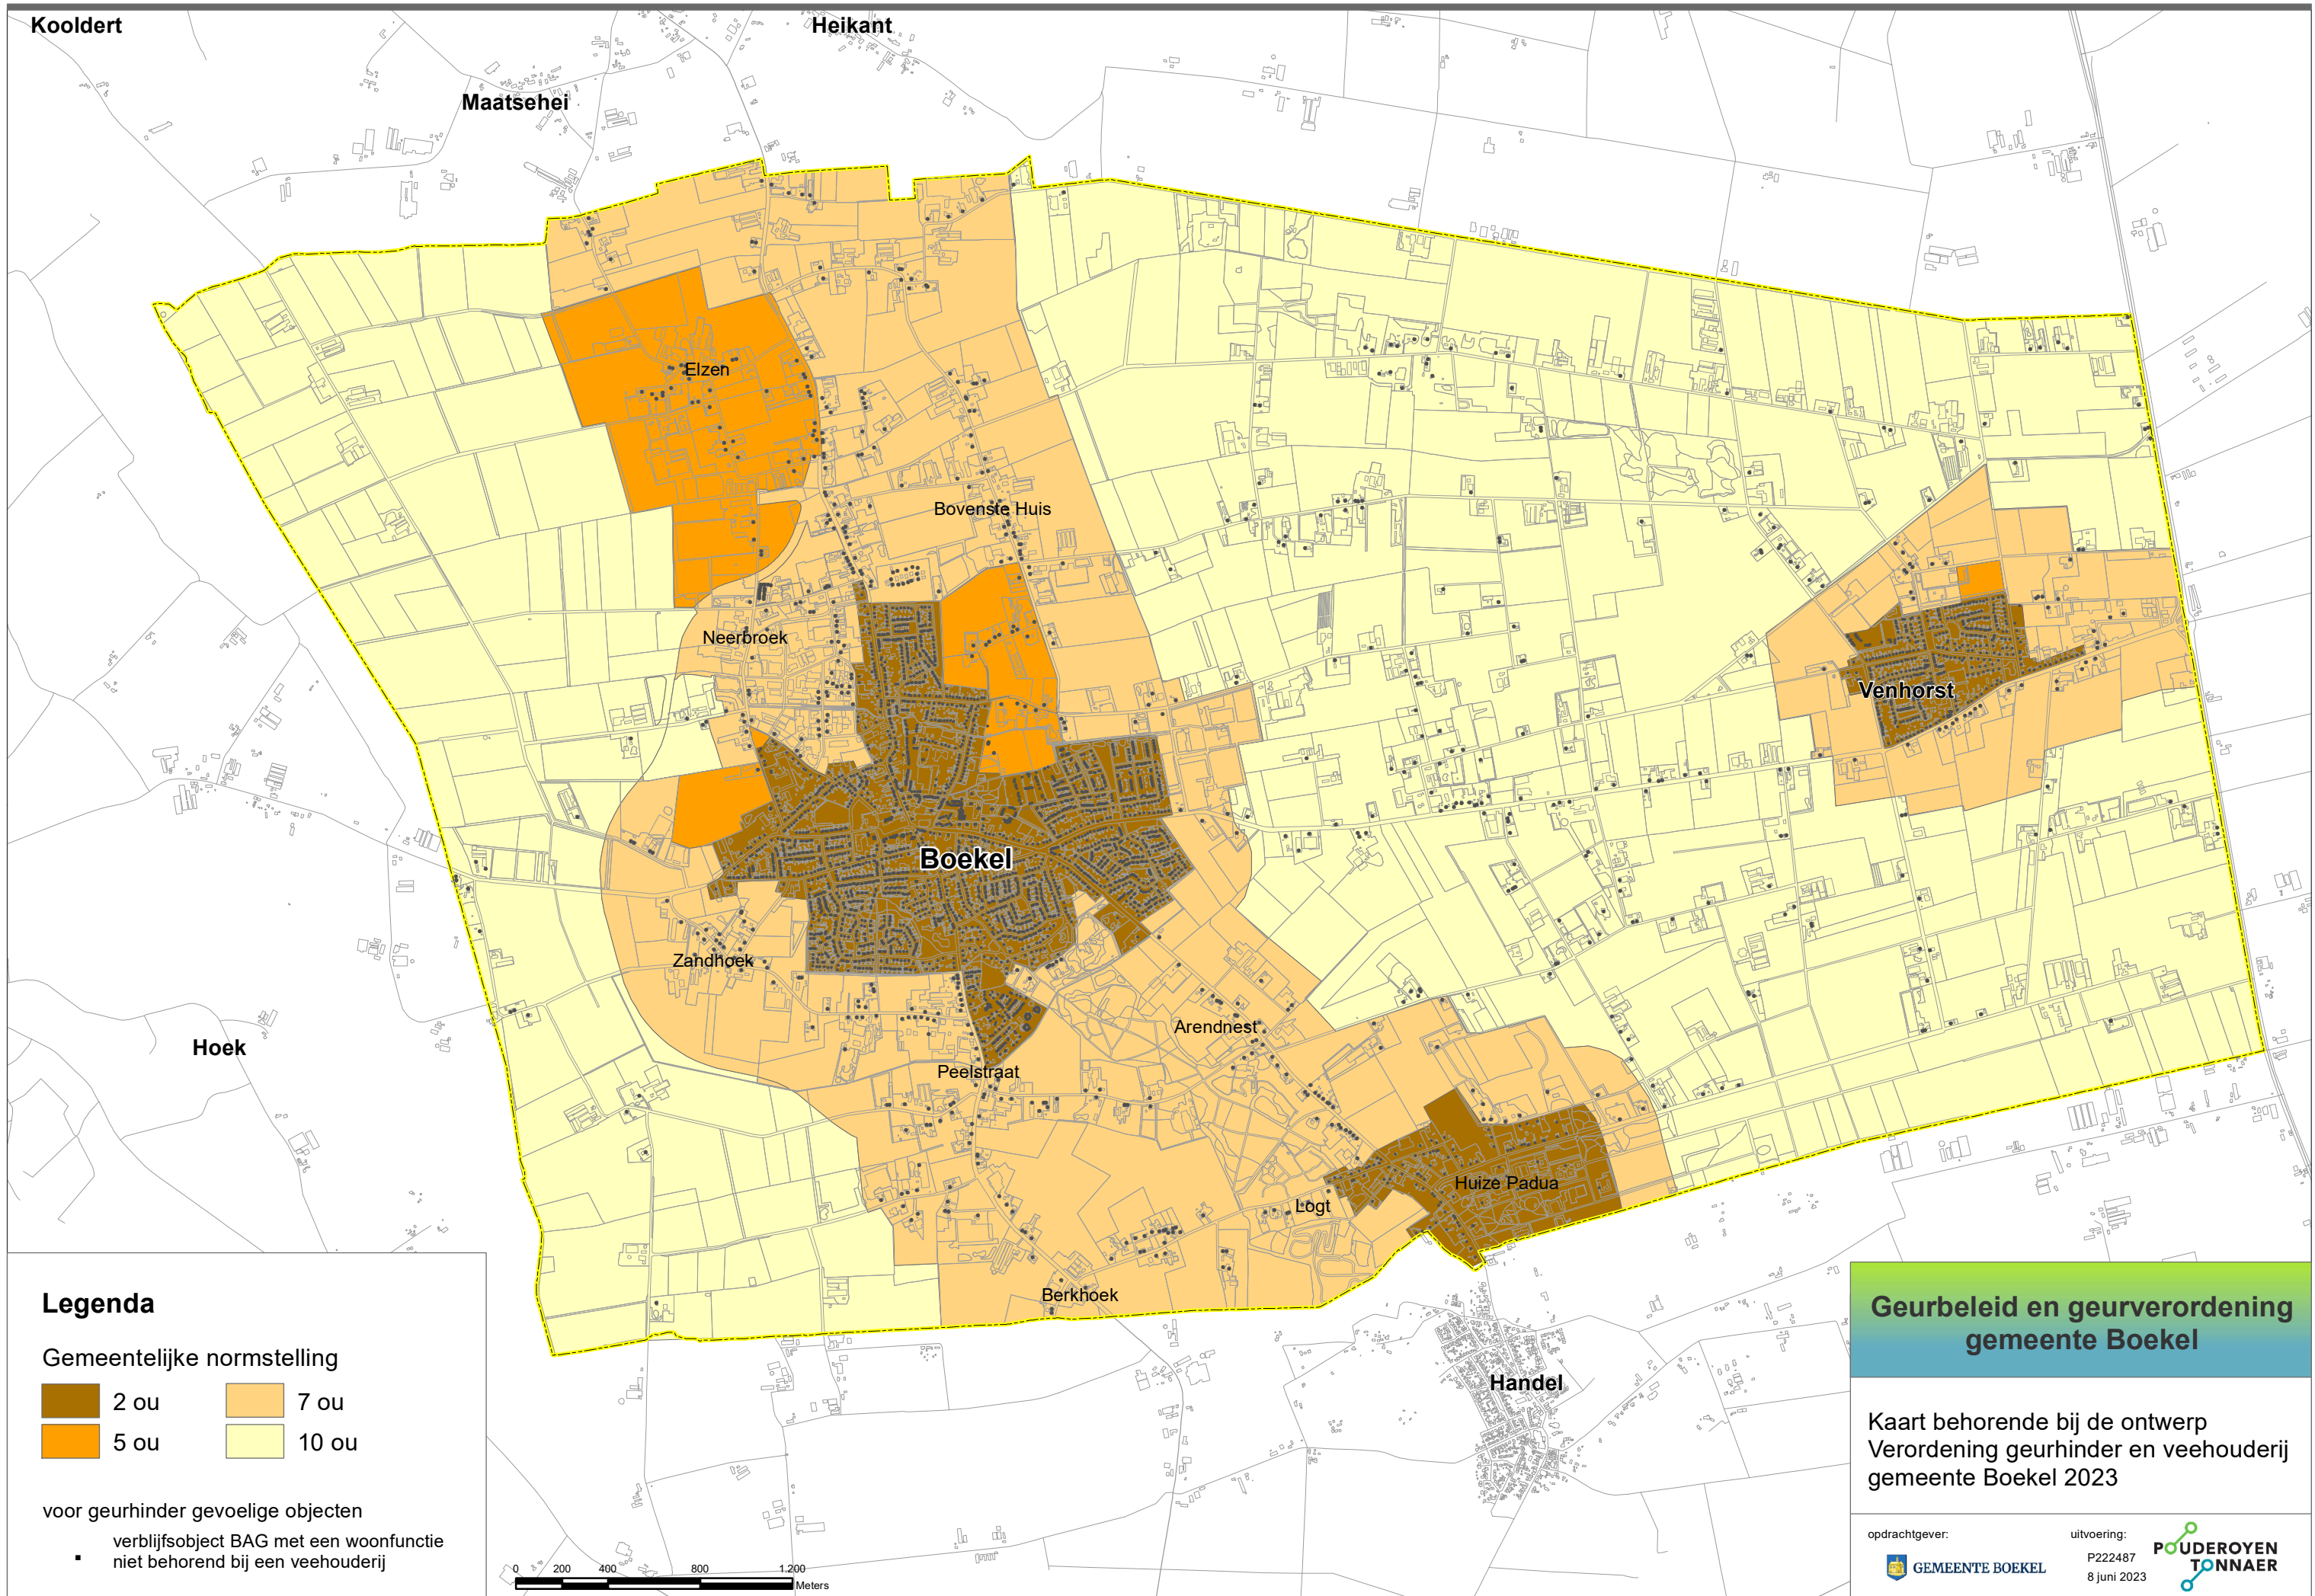 Kooldert
Heikant
Maatsehei
Elzen
Bovenste Huis
Neerbroek
Venhorst
Boekel
Zandhoek
Arendnest
Hoek
Peelstraat
Huize Padua
Logt
Berkhoek
Handel
Legenda
Gemeentelijke normstelling
2 ou
7 ou
5 ou
10 ou
voor geurhinder gevoelige objecten
verblijfsobject BAG met een woonfunctie
niet behorend bij een veehouderij
0 200 400 800 1.200
Meters
Geurbeleid en geurverordening
gemeente Boekel
Kaart behorende bij de ontwerp
Verordening geurhinder en veehouderij
gemeente Boekel 2023
opdrachtgever:
GEMEENTE BOEKEL
uitvoering:
P222487
8 juni 2023
POUDEROYEN
TONNAER